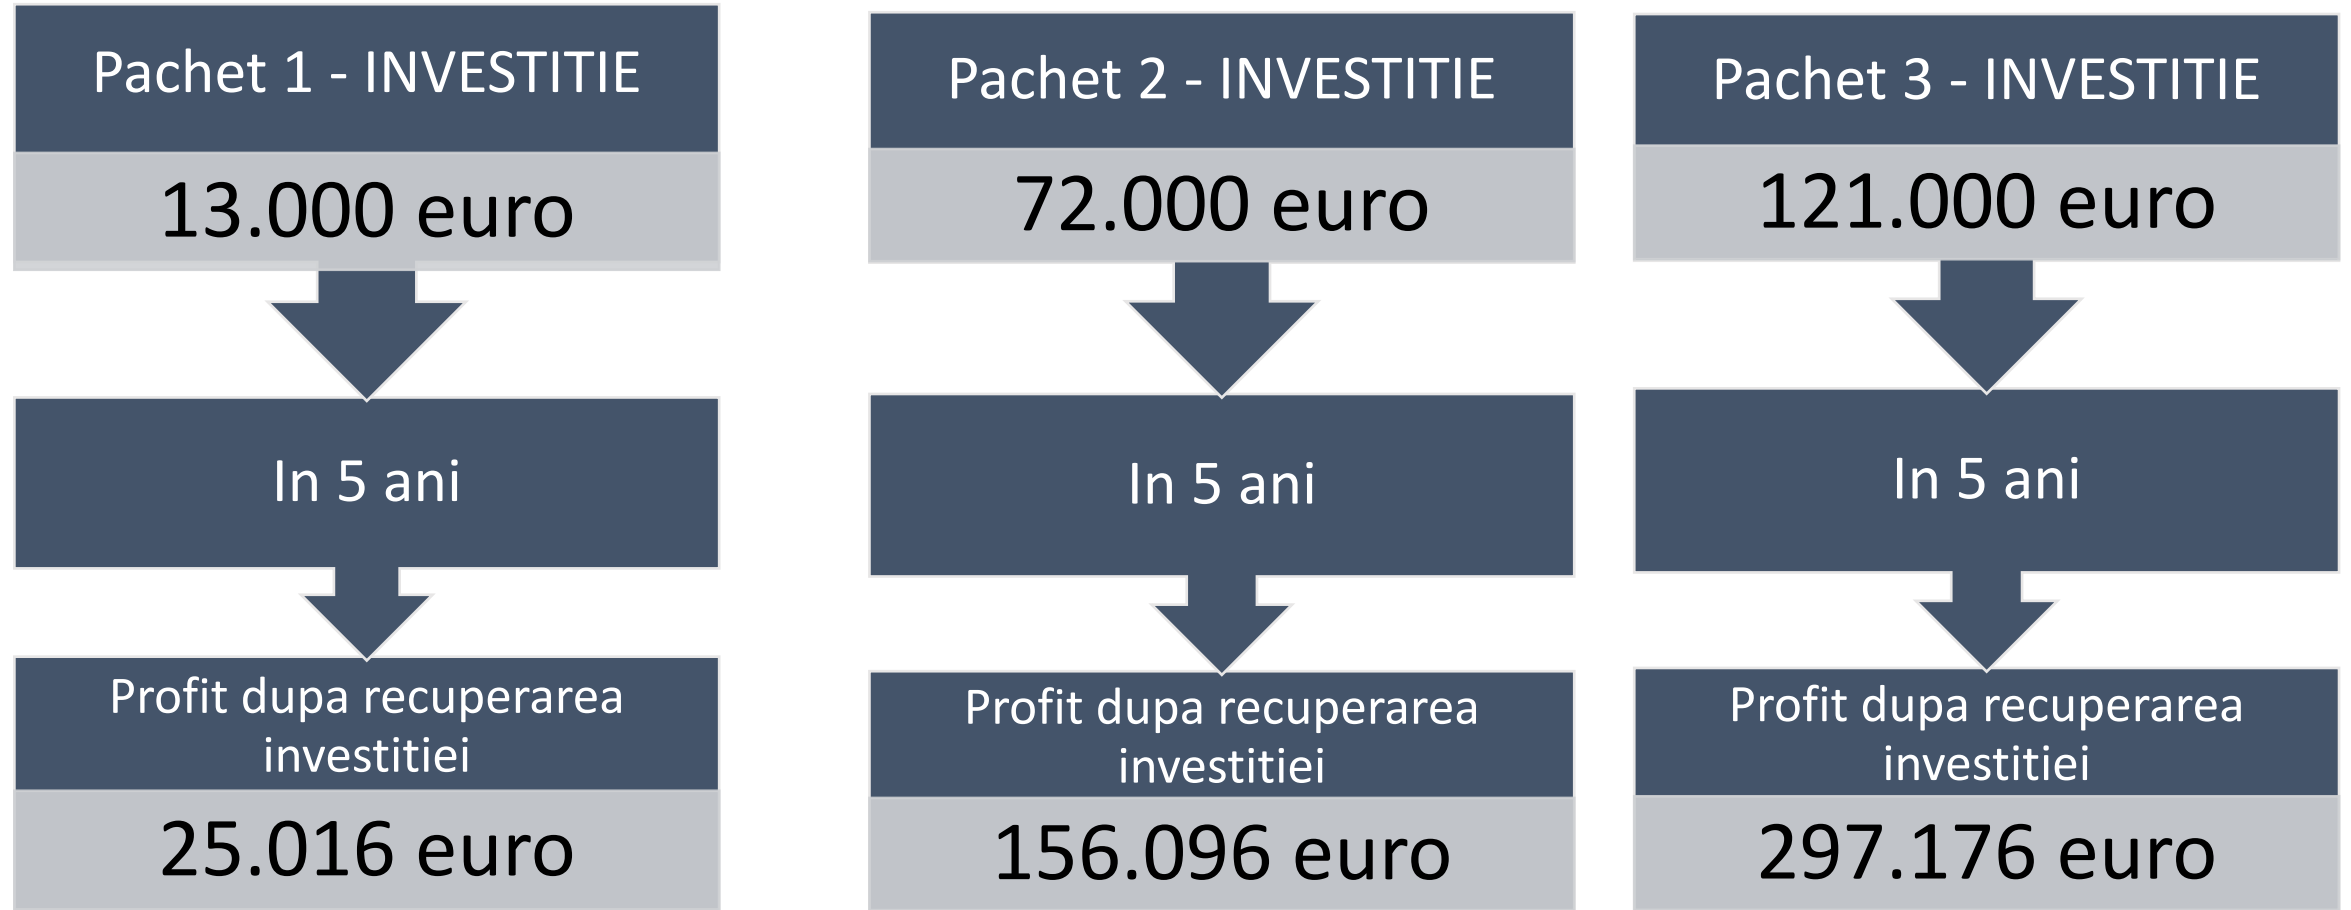 Pachet 1 - INVESTITIE
13.000 euro
In 5 ani
Profit dupa recuperarea
investitiei
25.016 euro
Pachet 2 - INVESTITIE
72.000 euro
In 5 ani
Profit dupa recuperarea
investitiei
156.096 euro
Pachet 3 - INVESTITIE
121.000 euro
In 5 ani
Profit dupa recuperarea
investitiei
297.176 euro